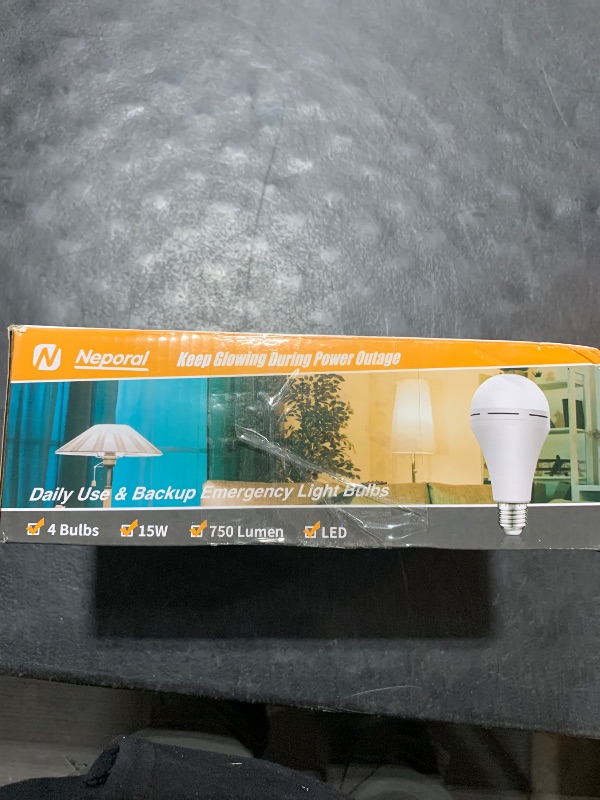 N Neporal Keep Glowing During Power Outage
Daily Use & Backup Emergency Light Bulbs
4 Bulbs 15W 750 Lumen LED